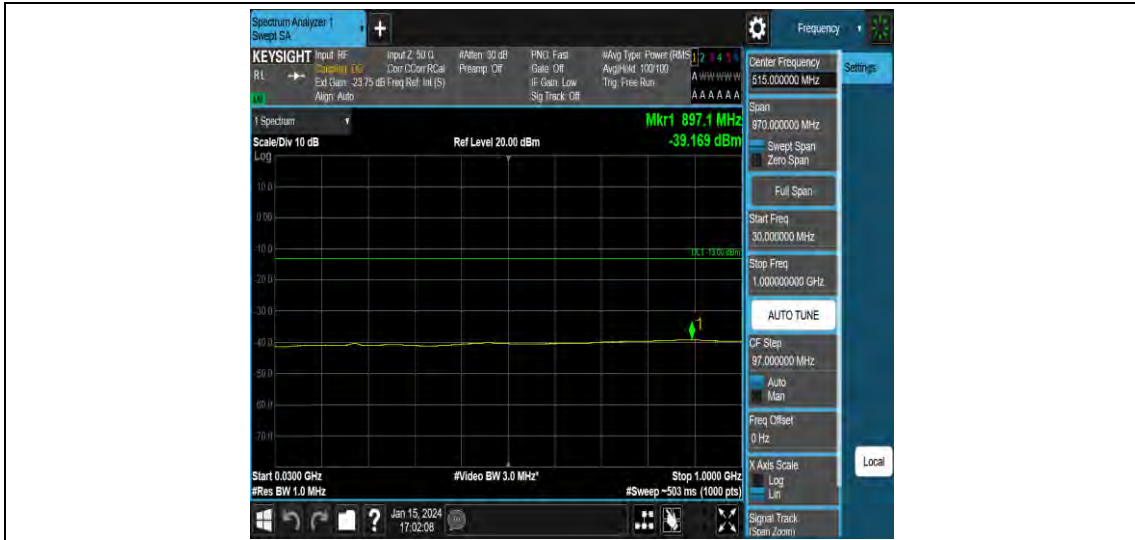 Spectrum Analyzer 1
Swept SA
Frequency
KEYSIGHT
RL
Input: RF
Coupling: DC
Ext Gain: -23.75 dB
Align: Auto
Input Z: 50 Ω
Corr CCorr RCal
Freq Ref: Int (S)
#Atten: 30 dB
Preamp: Off
PNO: Fast
Gate: Off
IF Gain: Low
Sig Track: Off
#Avg Type: Power (RMS
Avg|Hold: 100/100
Trig: Free Run
1 2 3 4 5 6
A W W W W W
A A A A A A
1 Spectrum
Scale/Div 10 dB
Log
Ref Level 20.00 dBm
Mkr1 897.1 MHz
-39.169 dBm
10.0
0.00
-10.0
DL1 -13.00 dBm
-20.0
-30.0
1
-40.0
-50.0
-60.0
-70.0
Start 0.0300 GHz
#Res BW 1.0 MHz
#Video BW 3.0 MHz*
Stop 1.0000 GHz
#Sweep ~503 ms (1000 pts)
Jan 15, 2024
17:02:08
Center Frequency
515.000000 MHz
Settings
Span
970.000000 MHz
Swept Span
Zero Span
Full Span
Start Freq
30.000000 MHz
Stop Freq
1.000000000 GHz
AUTO TUNE
CF Step
97.000000 MHz
Auto
Man
Freq Offset
0 Hz
X Axis Scale
Log
Lin
Local
Signal Track
(Span Zoom)